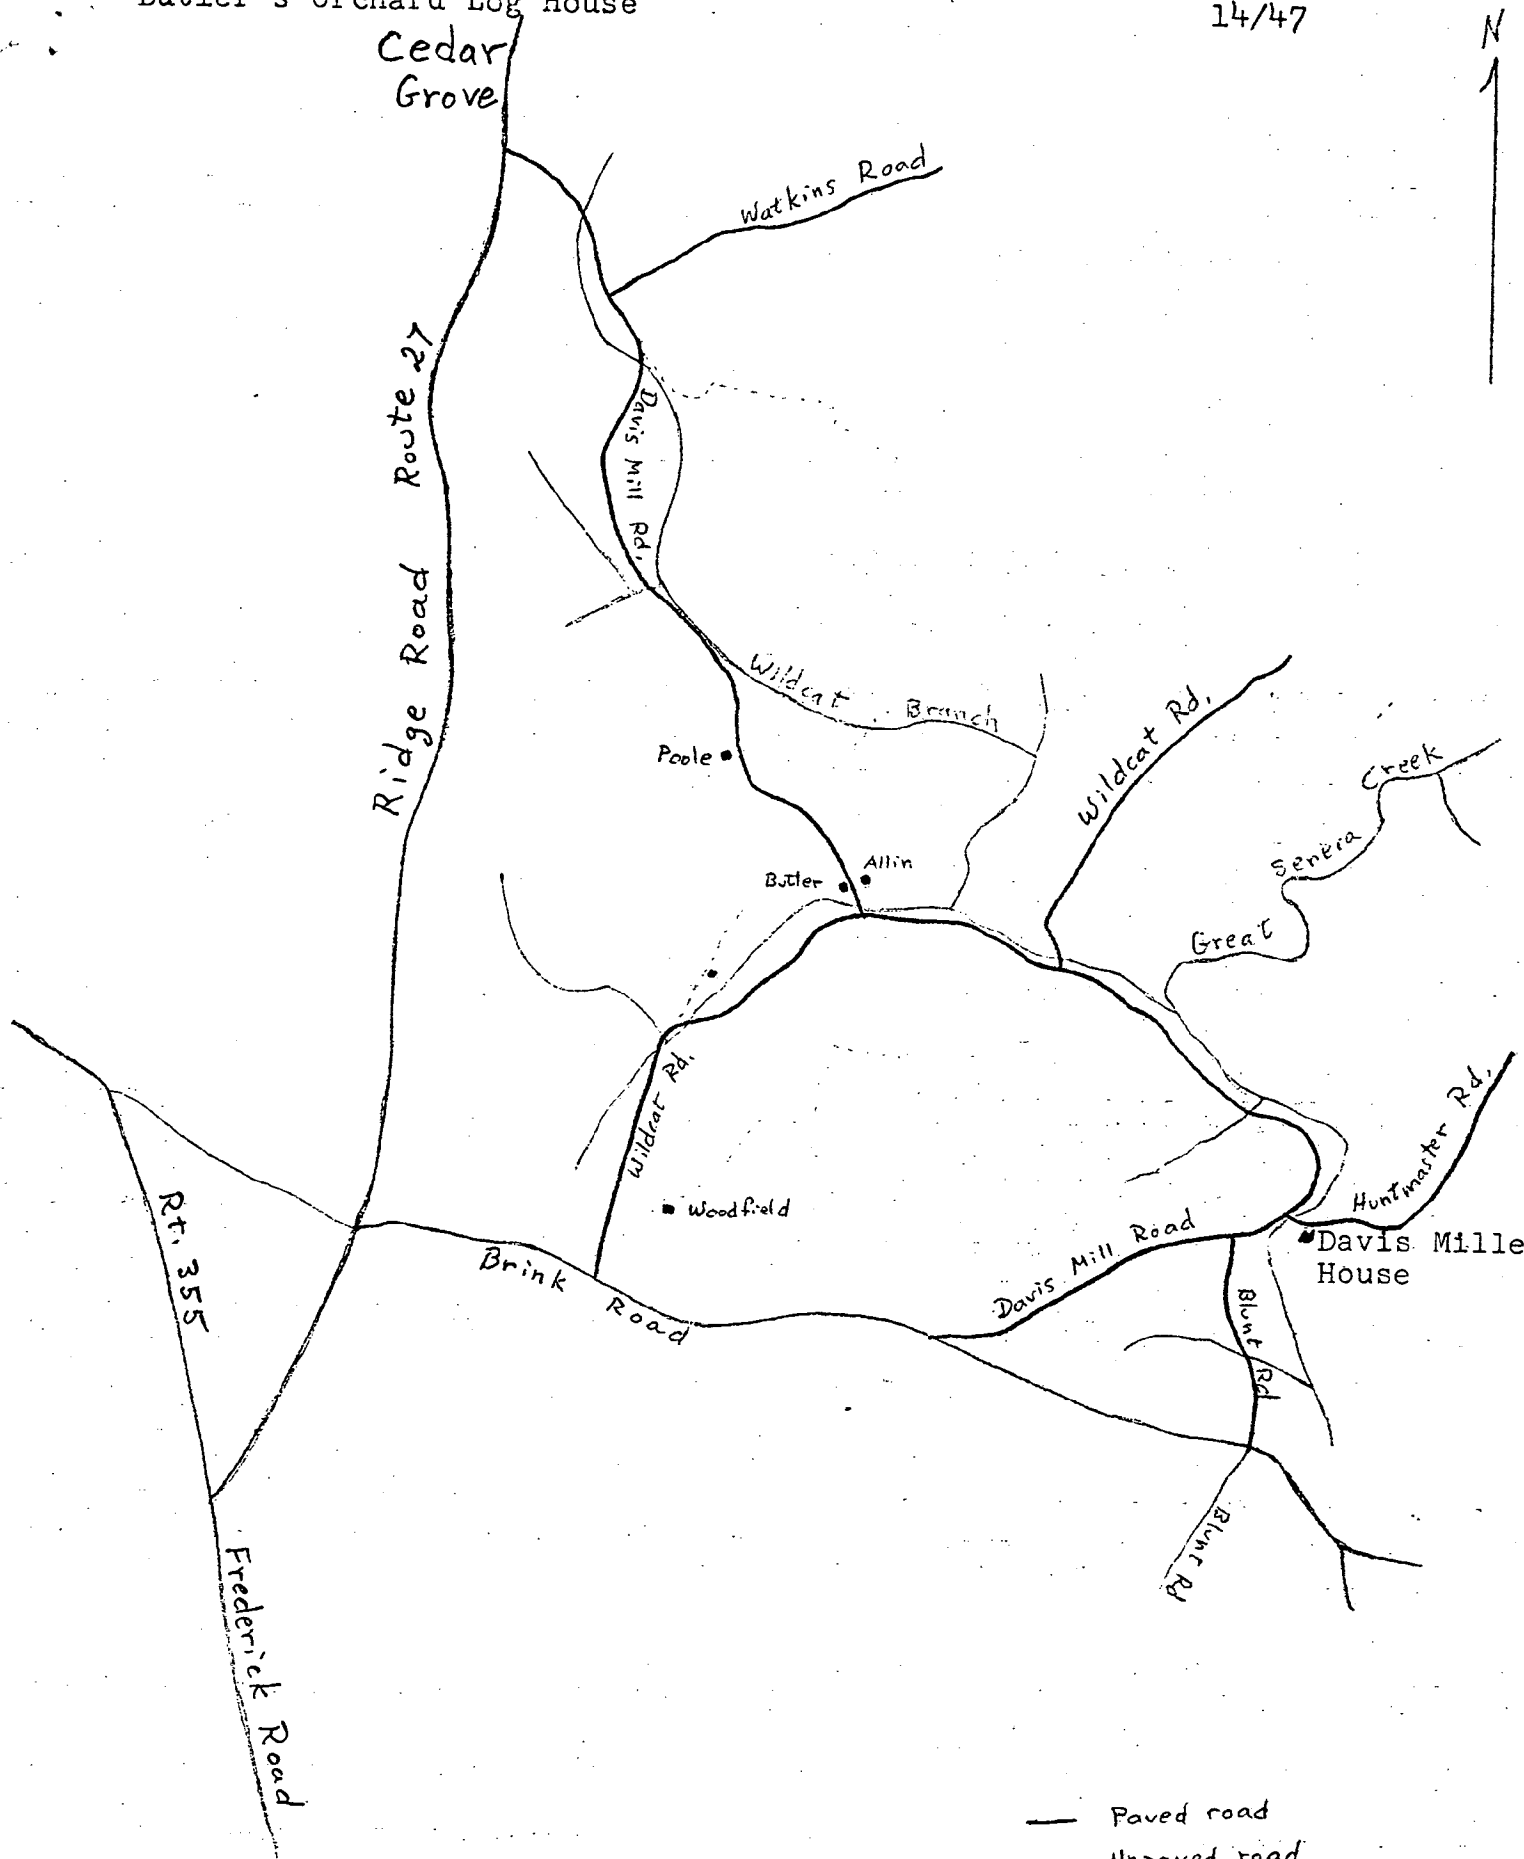 Butler's Orchard Log House
14/47
N
Cedar
Grove
Watkins Road
Ridge Road Route 27
Davis Mill Rd.
Wildcat Branch
Wildcat Rd.
Poole
Creek
Seneca
Great
Allin
Butler
Wildcat Rd.
Huntmaster Rd.
Woodfield
Rt. 355
Brink
Road
Davis Mill Road
Davis Mille
House
Blunt Rd
Blunt Rd
Frederick Road
Paved road
Unpaved road